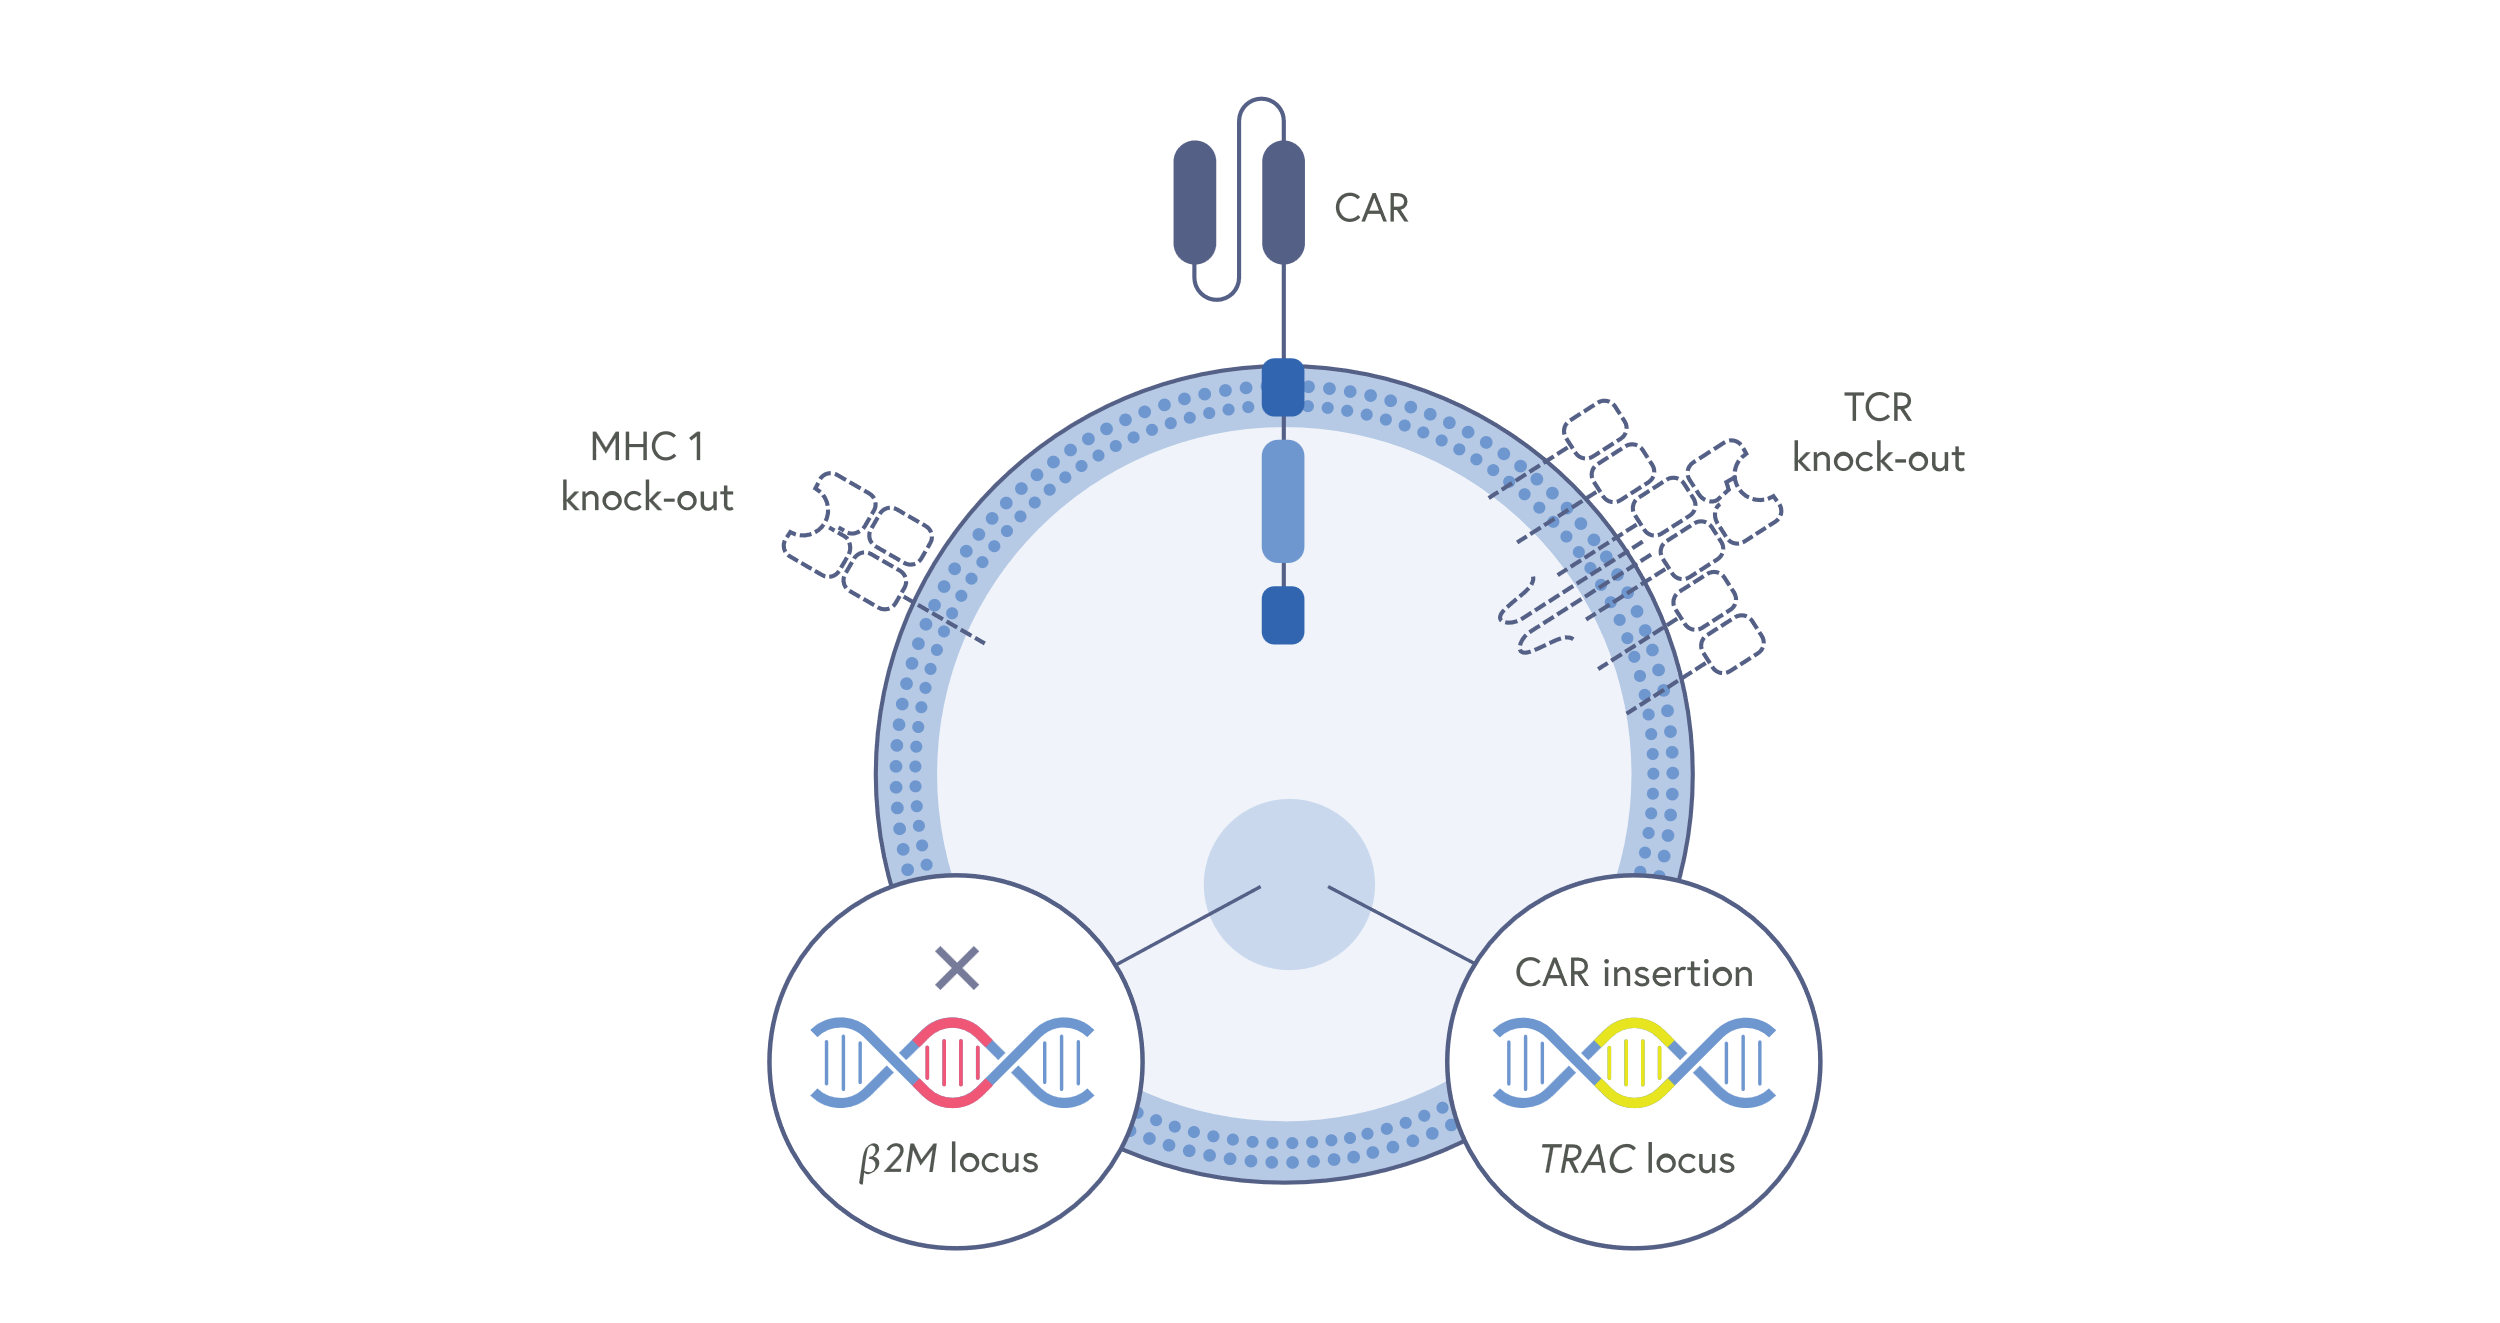 CAR
TCR
knock-out
MHC 1
knock-out
CAR insertion
β2M locus
TRAC locus